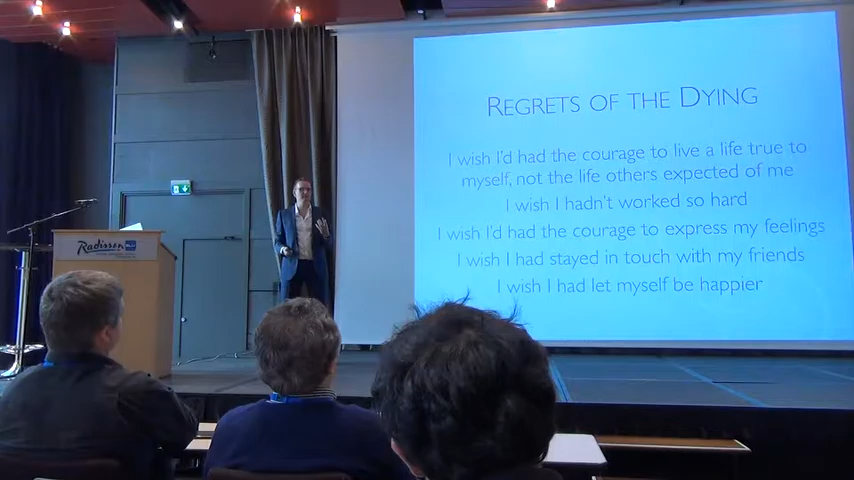 REGRETS OF THE DYING
I wish I'd had the courage to live a life true to
myself, not the life others expected of me
I wish I hadn't worked so hard
I wish I'd had the courage to express my feelings
I wish I had stayed in touch with my friends
I wish I had let myself be happier
Radisson BLU